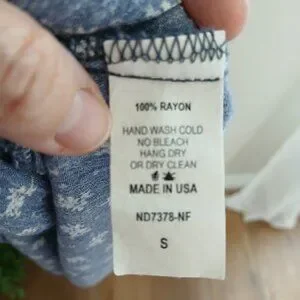 100% RAYON
HAND WASH COLD
NO BLEACH
HANG DRY
OR DRY CLEAN
MADE IN USA
ND7378-NF
S